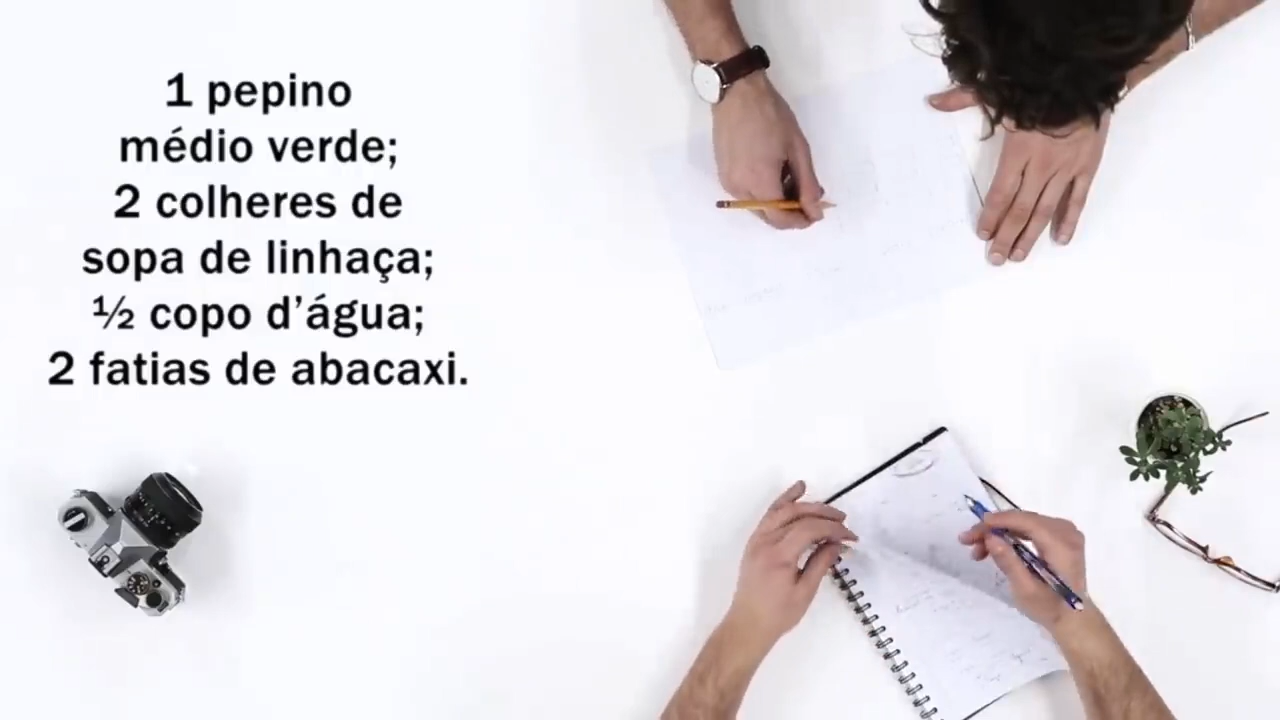 1 pepino
médio verde;
2 colheres de
sopa de linhaça;
½ copo d’água;
2 fatias de abacaxi.